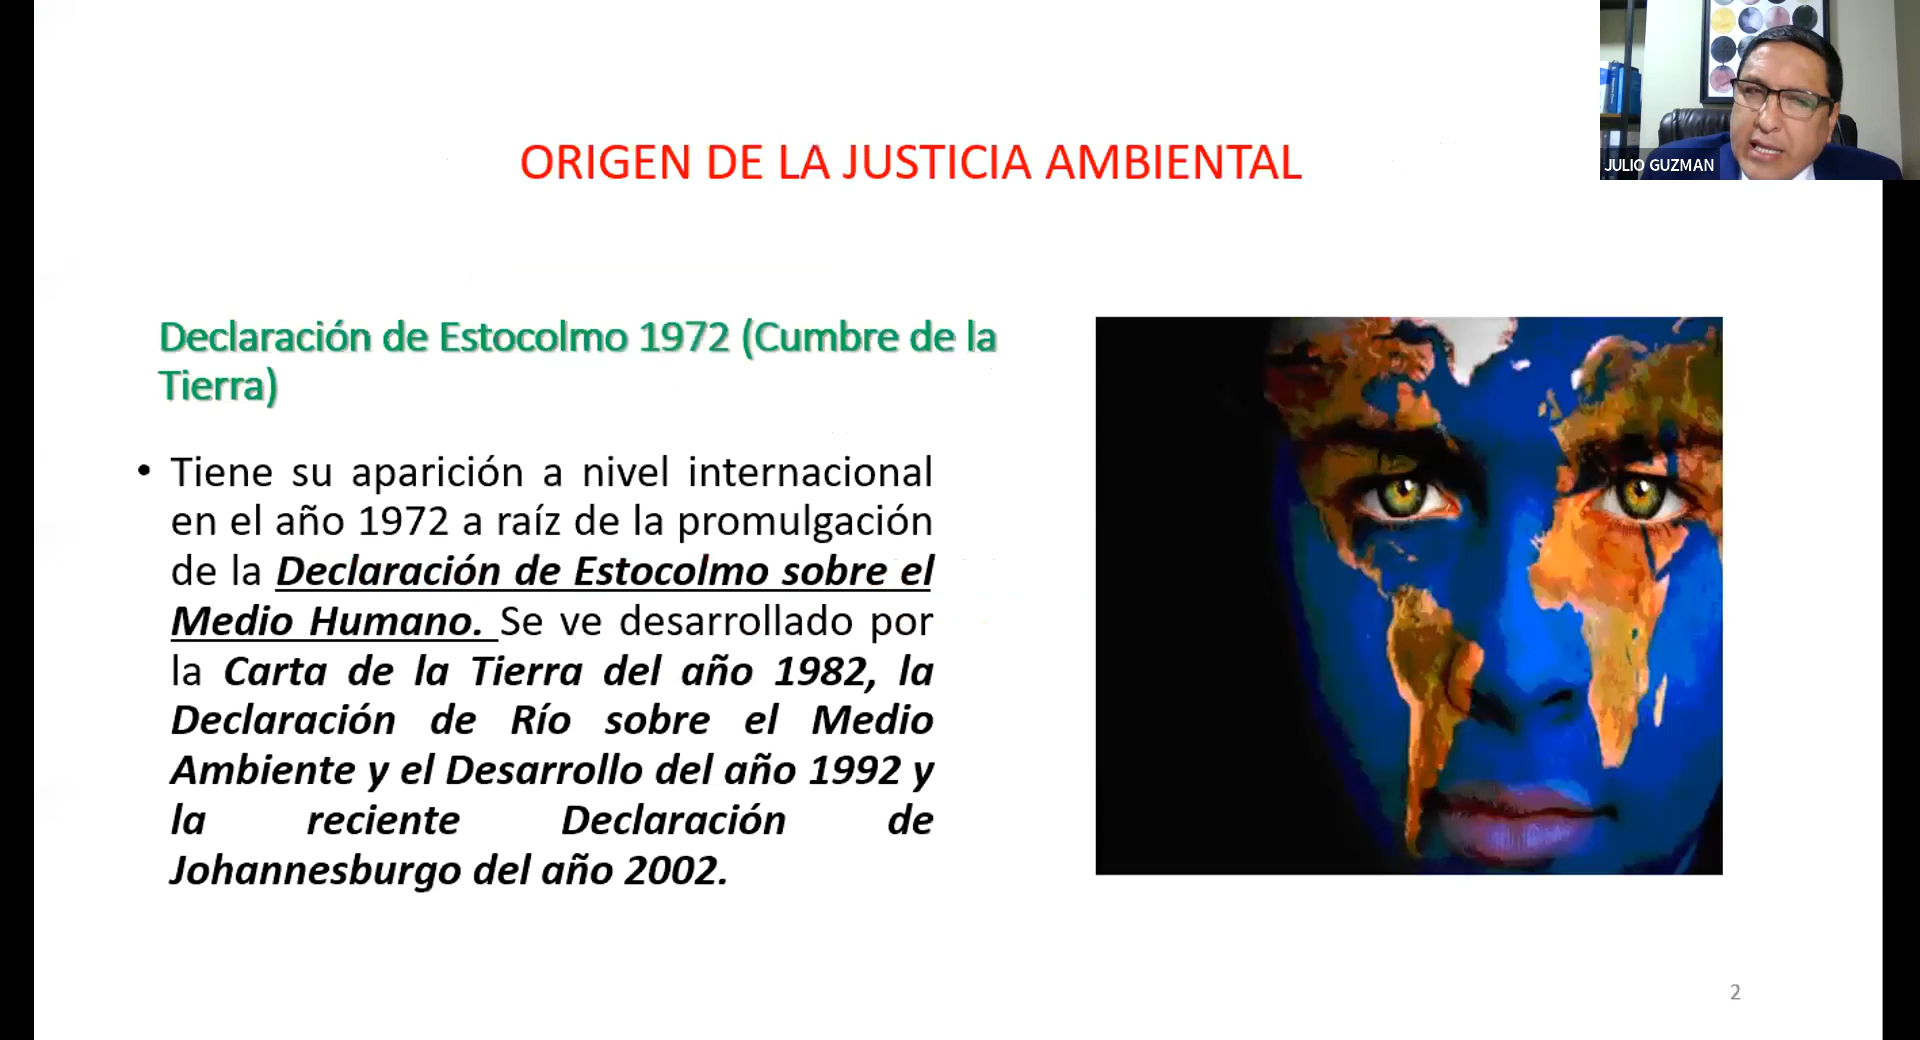 ORIGEN DE LA JUSTICIA AMBIENTAL
JULIO GUZMAN
Declaración de Estocolmo 1972 (Cumbre de la
Tierra)
• Tiene su aparición a nivel internacional
en el año 1972 a raíz de la promulgación
de la Declaración de Estocolmo sobre el
Medio Humano. Se ve desarrollado por
la Carta de la Tierra del año 1982, la
Declaración de Río sobre el Medio
Ambiente y el Desarrollo del año 1992 y
la reciente Declaración de
Johannesburgo del año 2002.
2